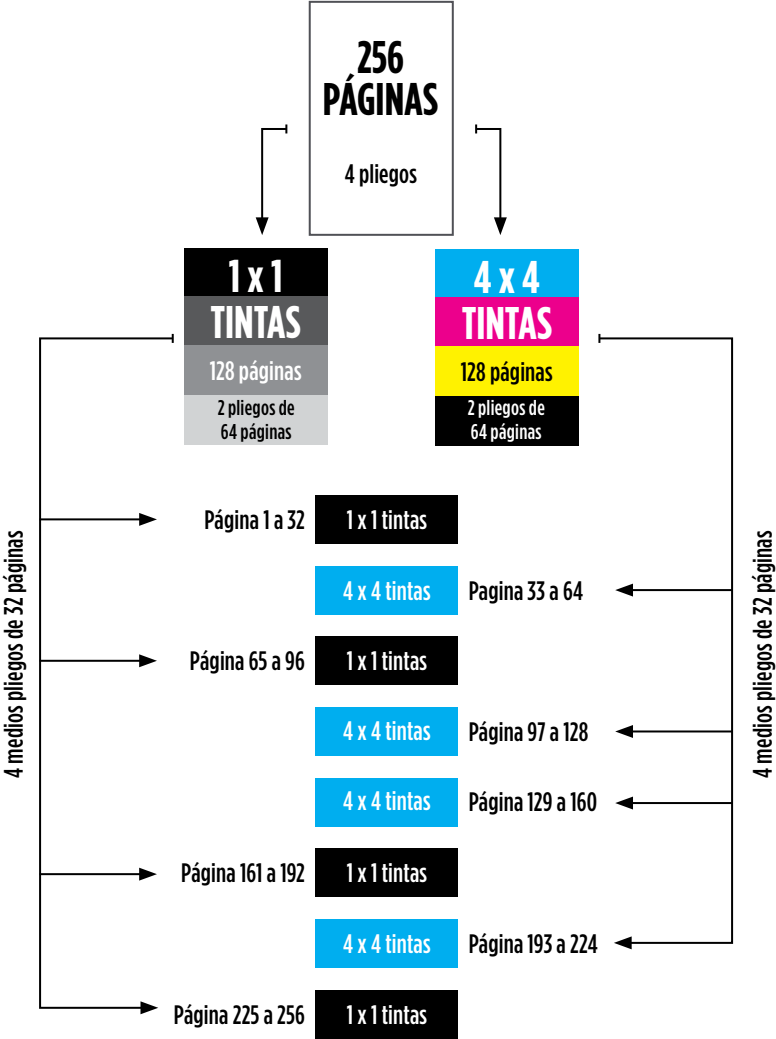 256
PÁGINAS
4 pliegos
1 x 1
TINTAS
128 páginas
2 pliegos de
64 páginas
4 x 4
TINTAS
128 páginas
2 pliegos de
64 páginas
4 medios pliegos de 32 páginas
4 medios pliegos de 32 páginas
Página 1 a 32
1 x 1 tintas
4 x 4 tintas
Pagina 33 a 64
Página 65 a 96
1 x 1 tintas
4 x 4 tintas
Página 97 a 128
4 x 4 tintas
Página 129 a 160
Página 161 a 192
1 x 1 tintas
4 x 4 tintas
Página 193 a 224
Página 225 a 256
1 x 1 tintas